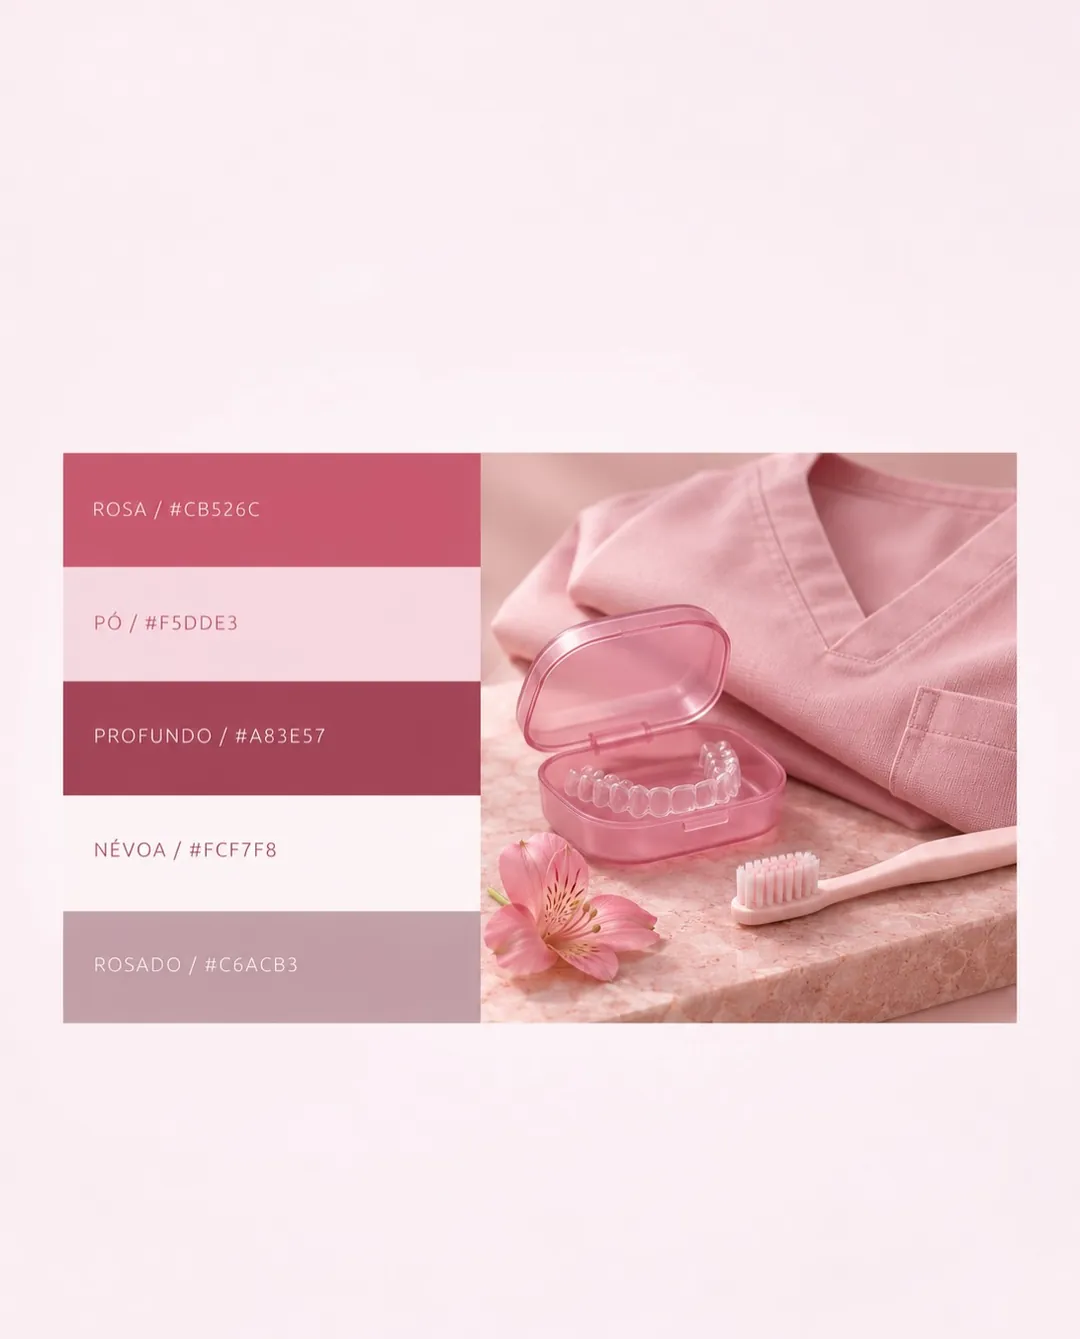 ROSA / #CB526C
PÓ / #F5DDE3
PROFUNDO / #A83E57
NÉVOA / #FCF7F8
ROSADO / #C6ACB3